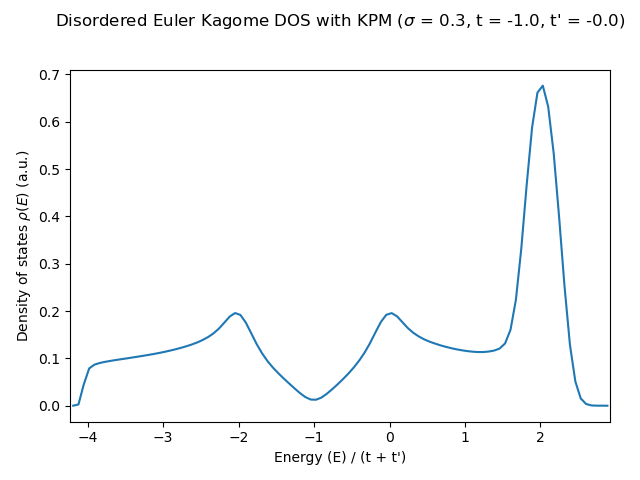 Disordered Euler Kagome DOS with KPM (σ = 0.3, t = -1.0, t' = -0.0)
Density of states ρ(E) (a.u.)
0.7
0.6
0.5
0.4
0.3
0.2
0.1
0.0
−4 −3 −2 −1 0 1 2
Energy (E) / (t + t')